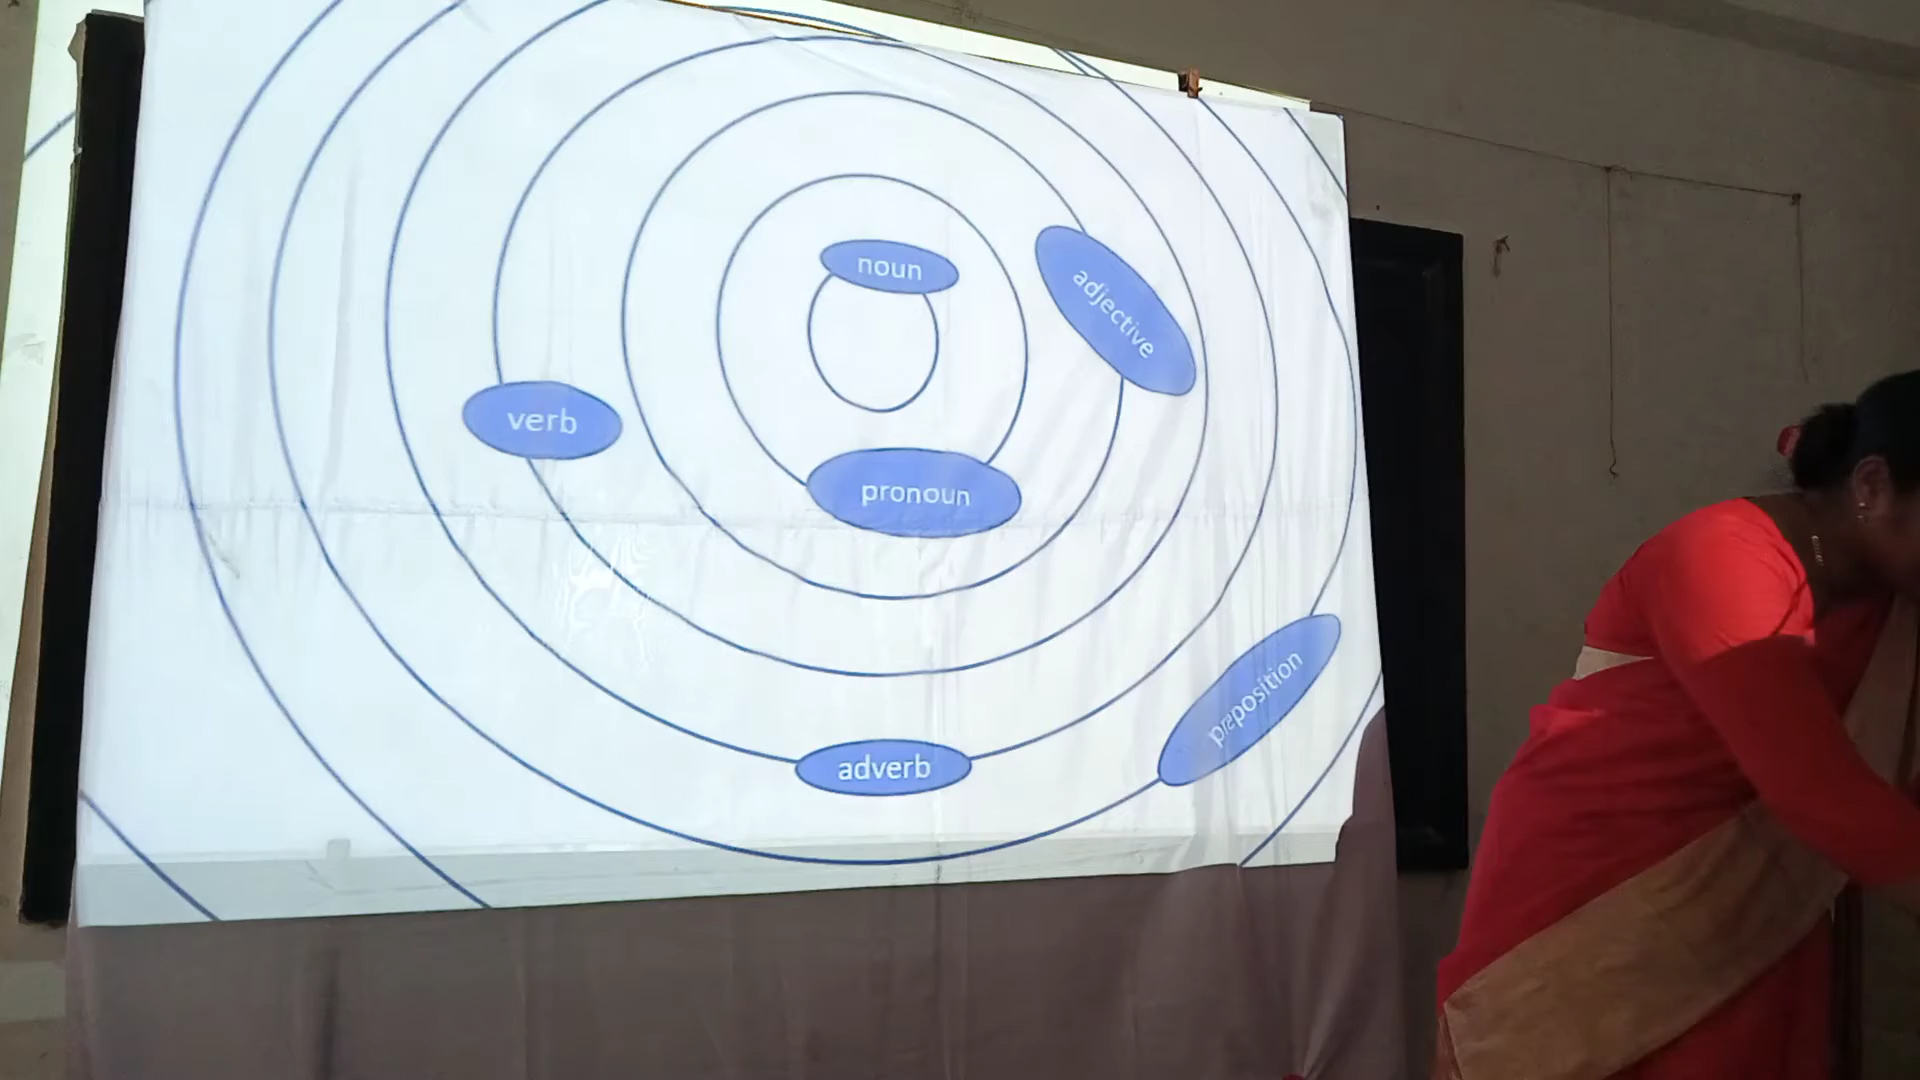 noun
adjective
verb
pronoun
preposition
adverb